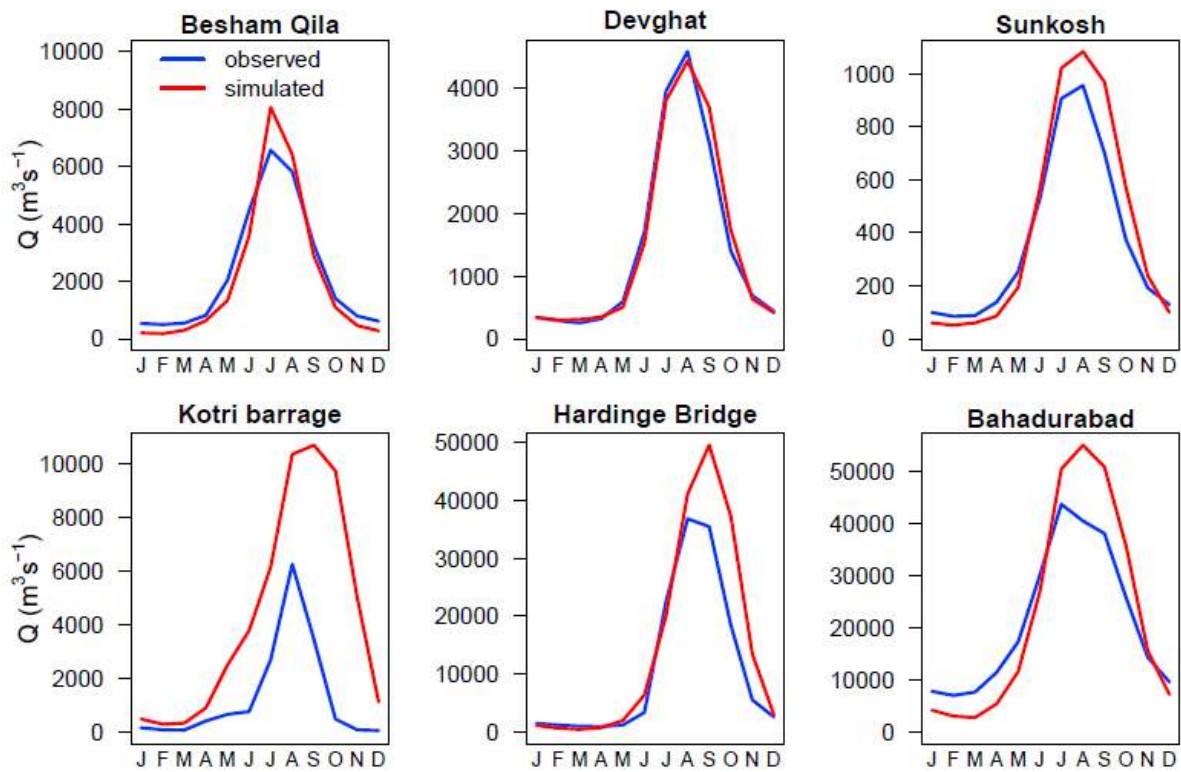 Besham Qila
Devghat
Sunkosh
observed
simulated
Q (m³s⁻¹)
10000
8000
6000
4000
2000
0
J F M A M J J A S O N D
4000
3000
2000
1000
0
J F M A M J J A S O N D
1000
800
600
400
200
0
J F M A M J J A S O N D
Kotri barrage
Hardinge Bridge
Bahadurabad
Q (m³s⁻¹)
10000
8000
6000
4000
2000
0
J F M A M J J A S O N D
50000
40000
30000
20000
10000
0
J F M A M J J A S O N D
50000
40000
30000
20000
10000
0
J F M A M J J A S O N D